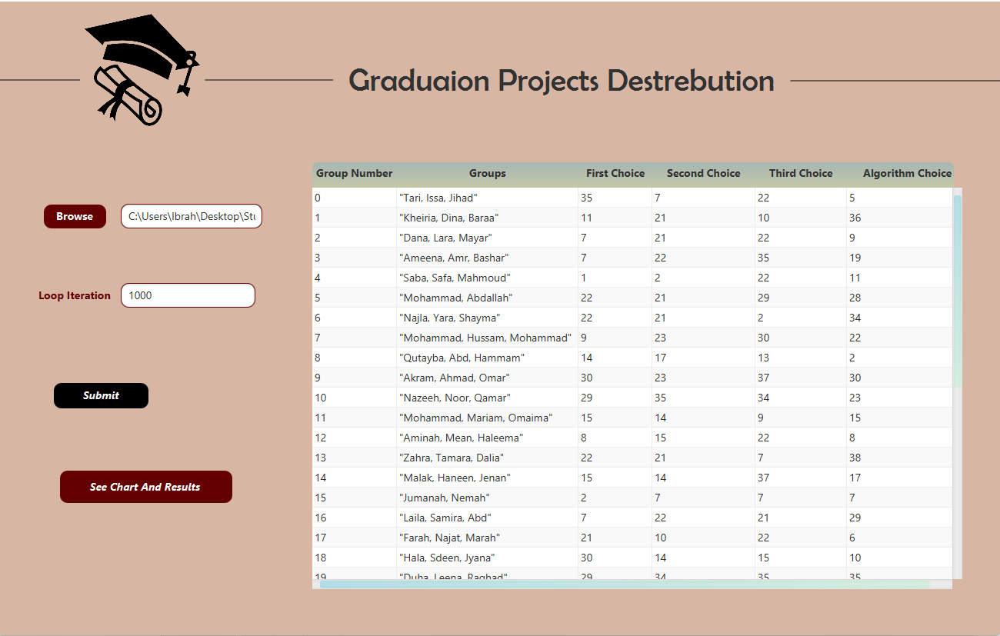 Graduaion Projects Destrebution
Browse C:\Users\Ibrah\Desktop\Stu
Loop Iteration 1000
Submit
See Chart And Results
Group Number Groups First Choice Second Choice Third Choice Algorithm Choice
0 "Tari, Issa, Jihad" 35 7 22 5
1 "Kheiria, Dina, Baraa" 11 21 10 36
2 "Dana, Lara, Mayar" 7 21 22 9
3 "Ameena, Amr, Bashar" 7 22 35 19
4 "Saba, Safa, Mahmoud" 1 2 22 11
5 "Mohammad, Abdallah" 22 21 29 28
6 "Najla, Yara, Shayma" 22 21 2 34
7 "Mohammad, Hussam, Mohammad" 9 23 30 22
8 "Qutayba, Abd, Hammam" 14 17 13 2
9 "Akram, Ahmad, Omar" 30 23 37 30
10 "Nazeeh, Noor, Qamar" 29 35 34 23
11 "Mohammad, Mariam, Omaima" 15 14 9 15
12 "Aminah, Mean, Haleema" 8 15 22 8
13 "Zahra, Tamara, Dalia" 22 21 7 38
14 "Malak, Haneen, Jenan" 15 14 37 17
15 "Jumanah, Nemah" 2 7 7 7
16 "Laila, Samira, Abd" 7 22 21 29
17 "Farah, Najat, Marah" 21 10 22 6
18 "Hala, Sdeen, Jyana" 30 14 15 10
19 "Duha, Leena, Raghad" 29 34 35 35